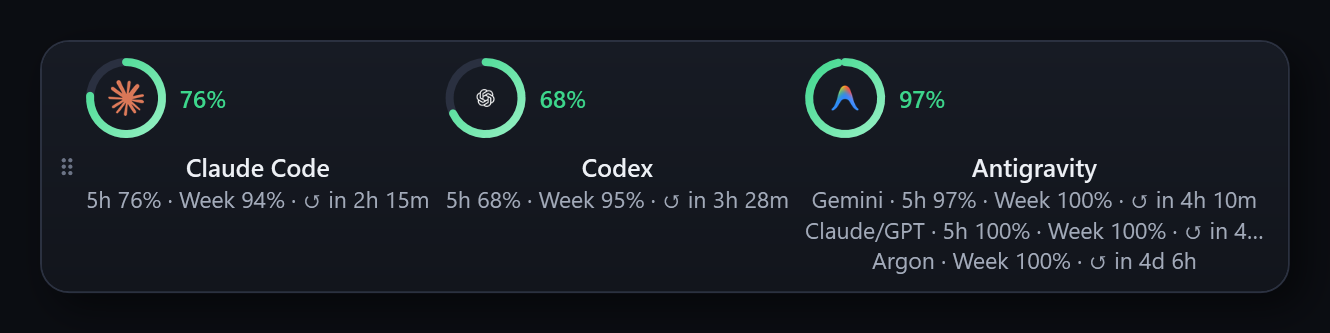 76%
68%
97%
Claude Code
5h 76% · Week 94% · ↺ in 2h 15m
Codex
5h 68% · Week 95% · ↺ in 3h 28m
Antigravity
Gemini · 5h 97% · Week 100% · ↺ in 4h 10m
Claude/GPT · 5h 100% · Week 100% · ↺ in 4…
Argon · Week 100% · ↺ in 4d 6h